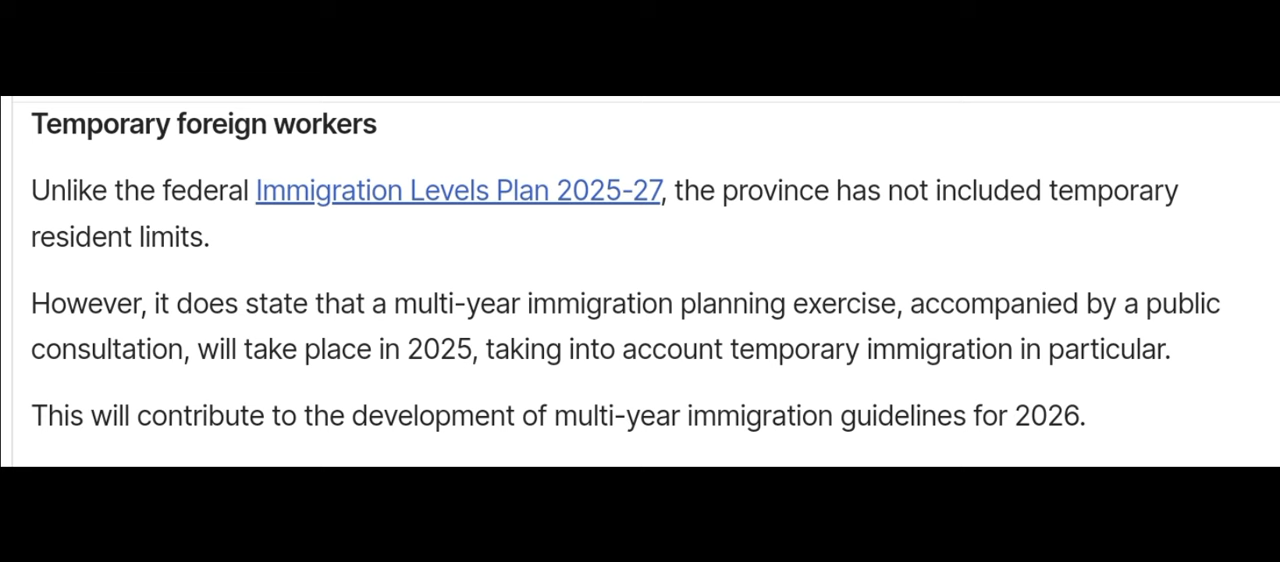 Temporary foreign workers
Unlike the federal Immigration Levels Plan 2025-27, the province has not included temporary
resident limits.
However, it does state that a multi-year immigration planning exercise, accompanied by a public
consultation, will take place in 2025, taking into account temporary immigration in particular.
This will contribute to the development of multi-year immigration guidelines for 2026.